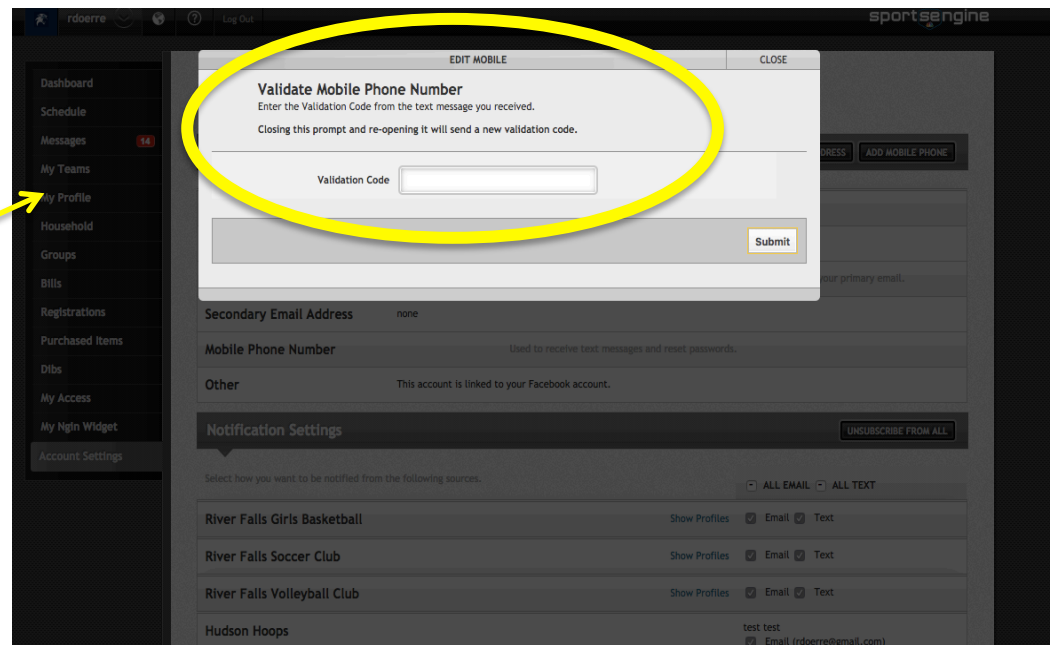 rdoerre
?
Log Out
sportsengine
EDIT MOBILE
CLOSE
Validate Mobile Phone Number
Enter the Validation Code from the text message you received.
Closing this prompt and re-opening it will send a new validation code.
Validation Code
Submit
Dashboard
Schedule
Messages 14
My Teams
My Profile
Household
Groups
Bills
Registrations
Purchased Items
Dibs
My Access
My Ngin Widget
Account Settings
ADD MOBILE PHONE
your primary email.
Secondary Email Address none
Mobile Phone Number Used to receive text messages and reset passwords.
Other This account is linked to your Facebook account.
Notification Settings UNSUBSCRIBE FROM ALL
Select how you want to be notified from the following sources.
ALL EMAIL ALL TEXT
River Falls Girls Basketball Show Profiles Email Text
River Falls Soccer Club Show Profiles Email Text
River Falls Volleyball Club Show Profiles Email Text
Hudson Hoops test test
Email (rdoerre@gmail.com)